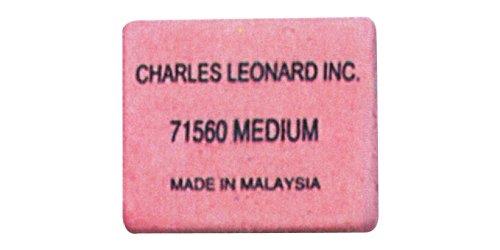 CHARLES LEONARD INC.
71560 MEDIUM
MADE IN MALAYSIA